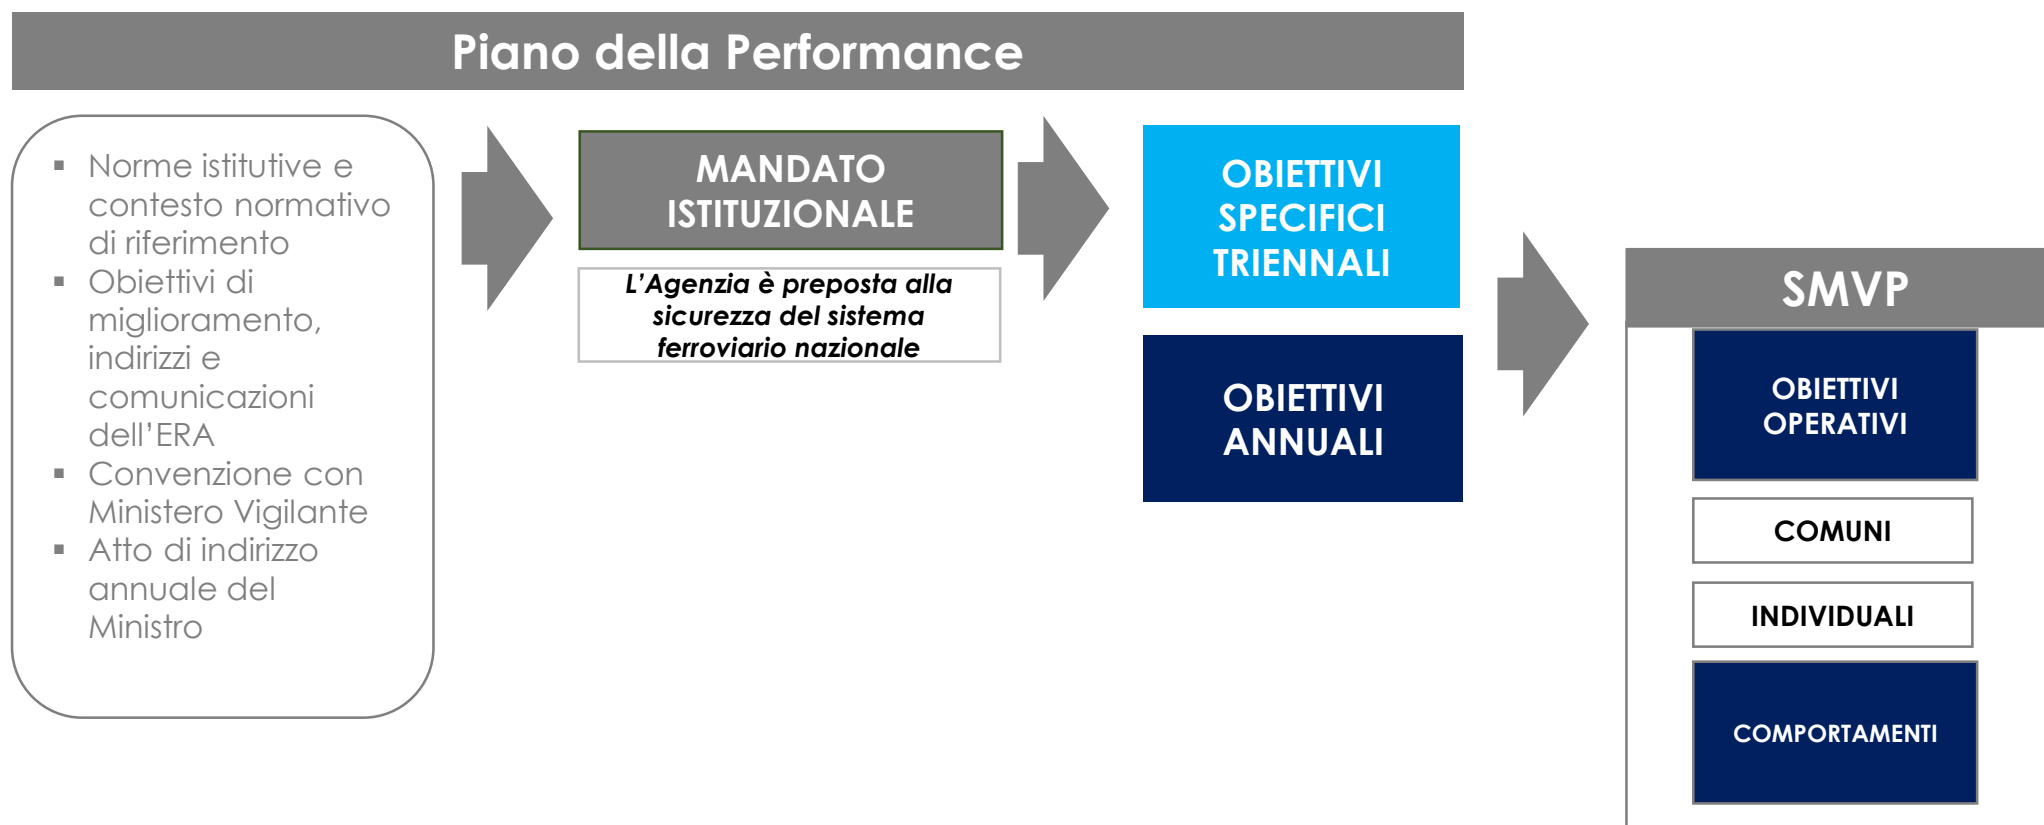 Piano della Performance
▪ Norme istitutive e
contesto normativo
di riferimento
▪ Obiettivi di
miglioramento,
indirizzi e
comunicazioni
dell’ERA
▪ Convenzione con
Ministero Vigilante
▪ Atto di indirizzo
annuale del
Ministro
MANDATO
ISTITUZIONALE
L’Agenzia è preposta alla
sicurezza del sistema
ferroviario nazionale
OBIETTIVI
SPECIFICI
TRIENNALI
OBIETTIVI
ANNUALI
SMVP
OBIETTIVI
OPERATIVI
COMUNI
INDIVIDUALI
COMPORTAMENTI